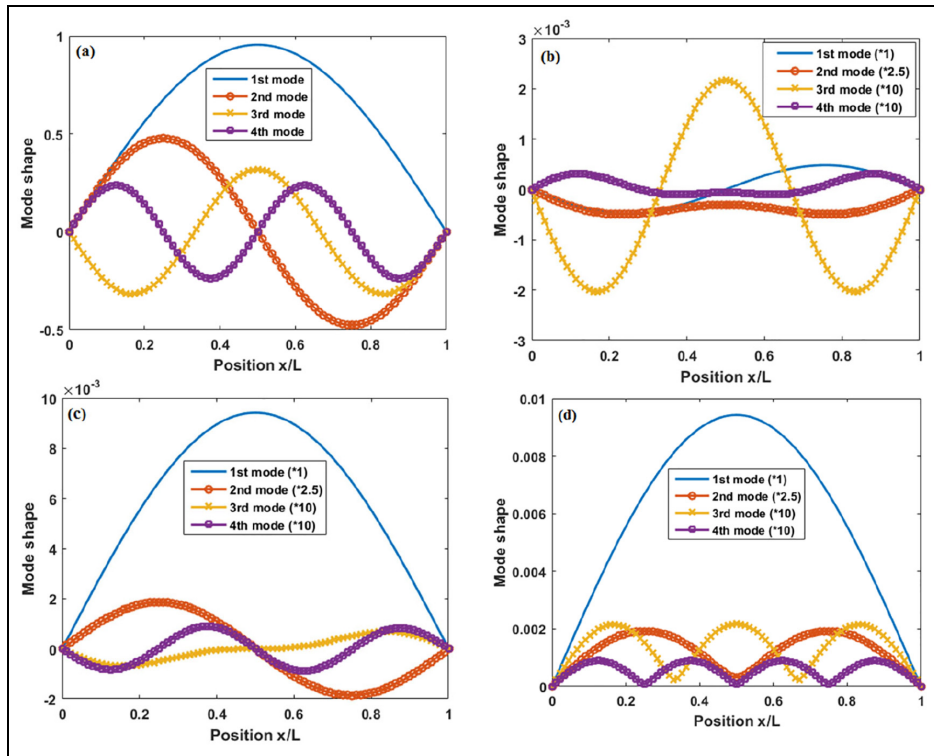 (a)
1
0.5
0
-0.5
Mode shape
1st mode
2nd mode
3rd mode
4th mode
0
0.2
0.4
0.6
0.8
1
Position x/L
(b)
×10⁻³
3
2
1
0
-1
-2
-3
Mode shape
1st mode (*1)
2nd mode (*2.5)
3rd mode (*10)
4th mode (*10)
0
0.2
0.4
0.6
0.8
1
Position x/L
(c)
×10⁻³
10
8
6
4
2
0
-2
Mode shape
1st mode (*1)
2nd mode (*2.5)
3rd mode (*10)
4th mode (*10)
0
0.2
0.4
0.6
0.8
1
Position x/L
(d)
0.01
0.008
0.006
0.004
0.002
0
Mode shape
1st mode (*1)
2nd mode (*2.5)
3rd mode (*10)
4th mode (*10)
0
0.2
0.4
0.6
0.8
1
Position x/L